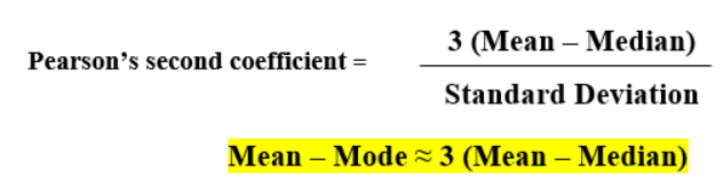 3 (Mean – Median)
Pearson's second coefficient =
Standard Deviation
Mean – Mode ≈ 3 (Mean – Median)